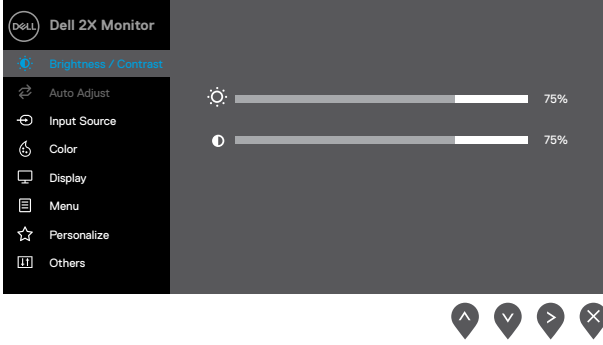 DELL Dell 2X Monitor
Brightness / Contrast
Auto Adjust
75%
Input Source
Color
75%
Display
Menu
Personalize
Others